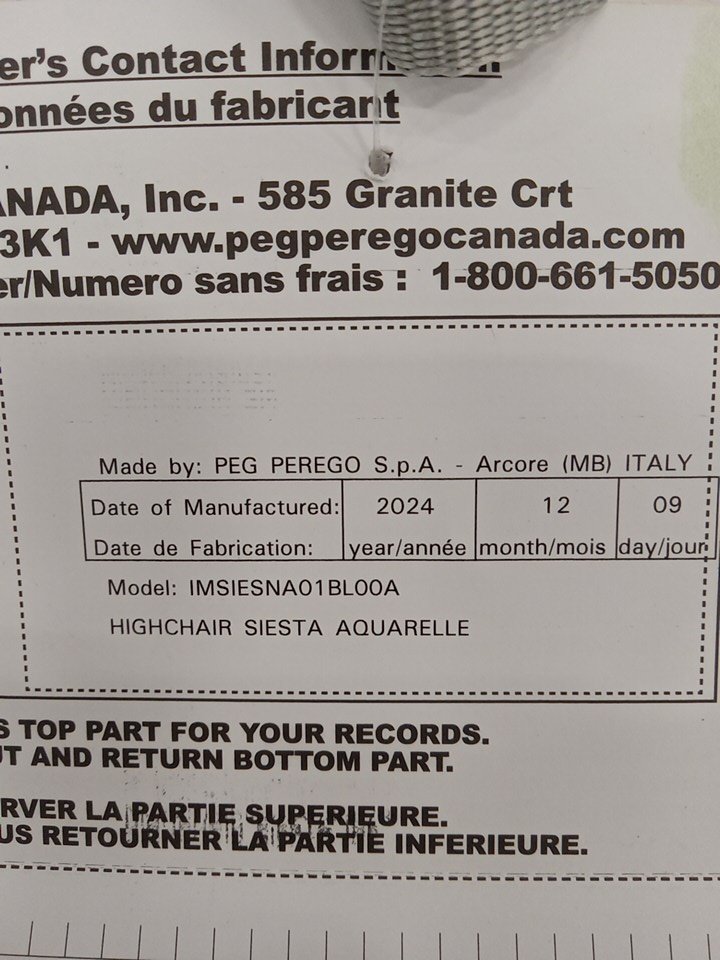 er's Contact Inform
onnées du fabricant
ANADA, Inc. - 585 Granite Crt
3K1 - www.pegperegocanada.com
er/Numero sans frais : 1-800-661-5050
Made by: PEG PEREGO S.p.A. - Arcore (MB) ITALY
Date of Manufactured: 2024 12 09
Date de Fabrication: year/année month/mois day/jour
Model: IMSIESNA01BL00A
HIGHCHAIR SIESTA AQUARELLE
S TOP PART FOR YOUR RECORDS.
UT AND RETURN BOTTOM PART.
RVER LA PARTIE SUPERIEURE.
US RETOURNER LA PARTIE INFERIEURE.